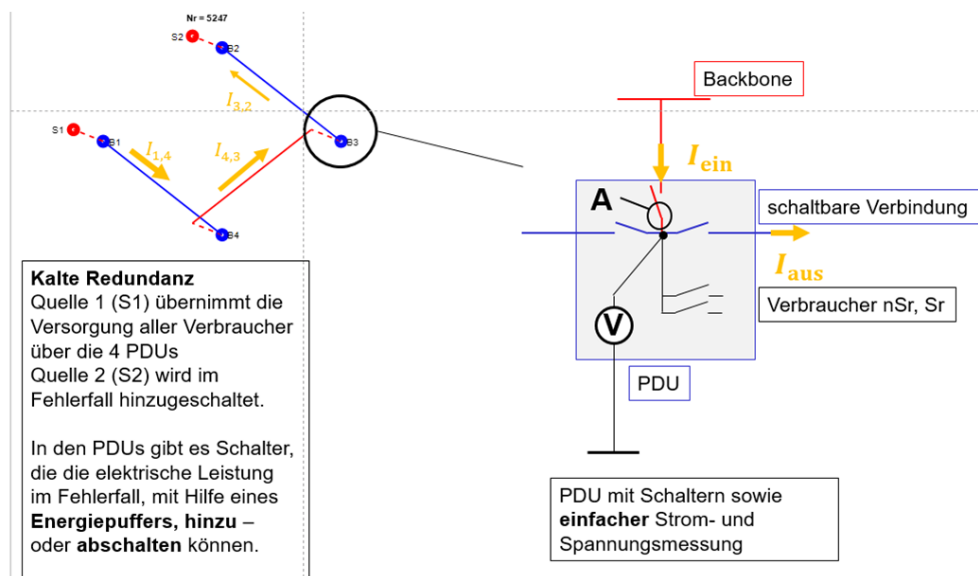 Nr = 5247
S2
B2
I3,2
S1
B1
I1,4
I4,3
B3
B4
Kalte Redundanz
Quelle 1 (S1) übernimmt die
Versorgung aller Verbraucher
über die 4 PDUs
Quelle 2 (S2) wird im
Fehlerfall hinzugeschaltet.
In den PDUs gibt es Schalter,
die die elektrische Leistung
im Fehlerfall, mit Hilfe eines
Energiepuffers, hinzu –
oder abschalten können.
Backbone
Iein
A
schaltbare Verbindung
Iaus
Verbraucher nSr, Sr
V
PDU
PDU mit Schaltern sowie
einfacher Strom- und
Spannungsmessung